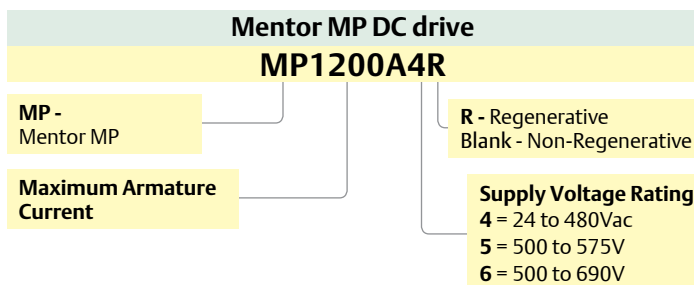 Mentor MP DC drive
MP1200A4R
MP -
Mentor MP
Maximum Armature
Current
R - Regenerative
Blank - Non-Regenerative
Supply Voltage Rating
4 = 24 to 480Vac
5 = 500 to 575V
6 = 500 to 690V